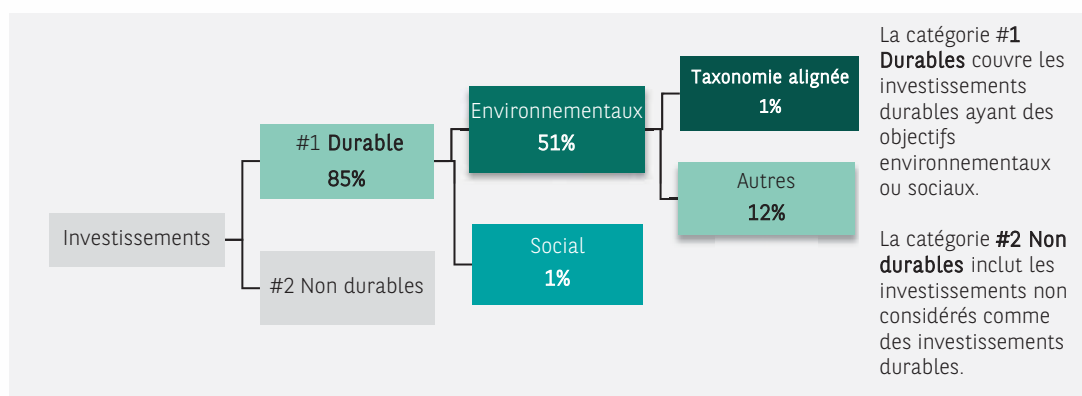 Investissements
#1 Durable
85%
#2 Non durables
Environnementaux
51%
Social
1%
Taxonomie alignée
1%
Autres
12%
La catégorie #1
Durables couvre les
investissements
durables ayant des
objectifs
environnementaux
ou sociaux.
La catégorie #2 Non
durables inclut les
investissements non
considérés comme
des investissements
durables.